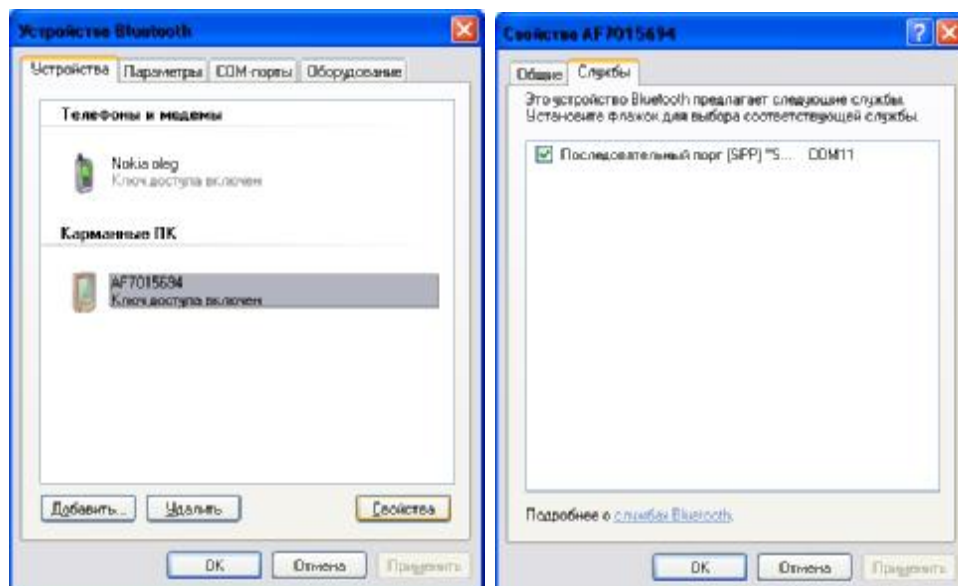 Устройства Bluetooth
Устройства Параметры COM-порты Оборудование
Телефоны и модемы
Nokia oleg
Ключ доступа включен
Карманные ПК
AF7015694
Ключ доступа включен
Добавить... Удалить Свойства
OK Отмена Применить
Свойства AF7015694
Общие Службы
Это устройство Bluetooth предлагает следующие службы.
Установите флажок для выбора соответствующей службы.
Последовательный порт (SPP) "S... COM11
Подробнее о службах Bluetooth.
OK Отмена Применить